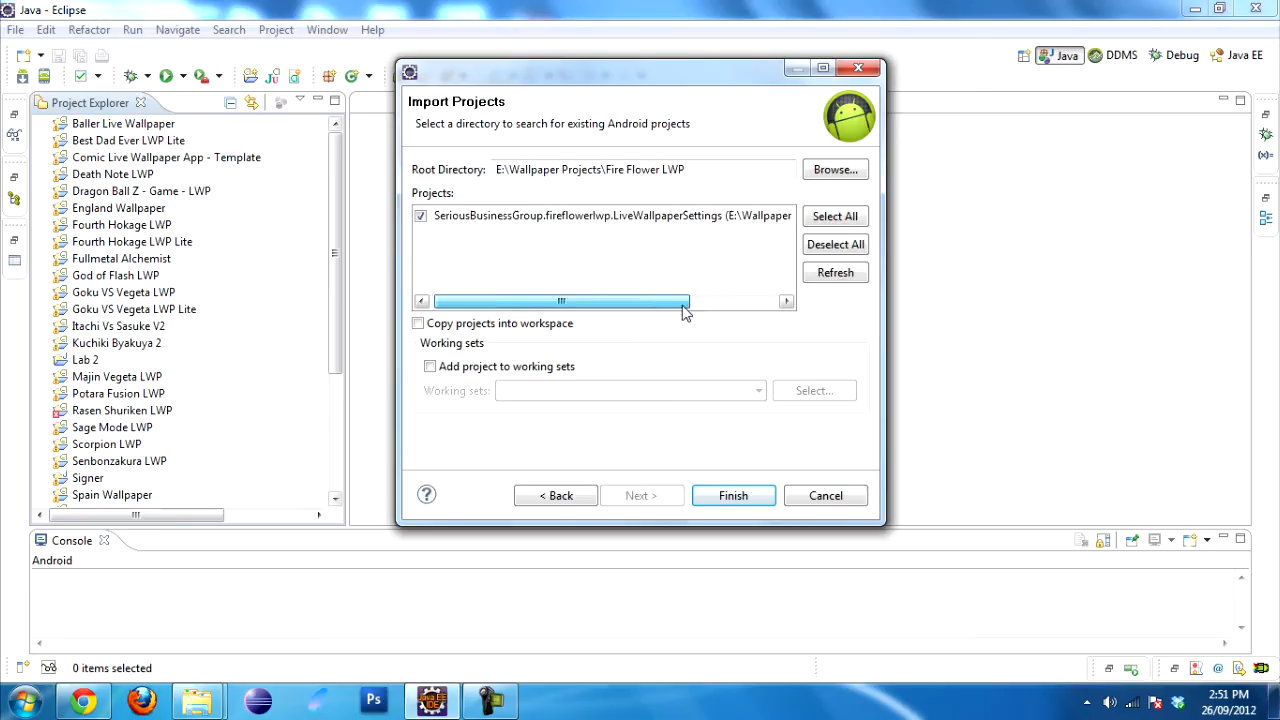 Java - Eclipse
File Edit Refactor Run Navigate Search Project Window Help
Java DDMS Debug Java EE
Project Explorer
Baller Live Wallpaper
Best Dad Ever LWP Lite
Comic Live Wallpaper App - Template
Death Note LWP
Dragon Ball Z - Game - LWP
England Wallpaper
Fourth Hokage LWP
Fourth Hokage LWP Lite
Fullmetal Alchemist
God of Flash LWP
Goku VS Vegeta LWP
Goku VS Vegeta LWP Lite
Itachi Vs Sasuke V2
Kuchiki Byakuya 2
Lab 2
Majin Vegeta LWP
Potara Fusion LWP
Rasen Shuriken LWP
Sage Mode LWP
Scorpion LWP
Senbonzakura LWP
Signer
Spain Wallpaper
Import Projects
Select a directory to search for existing Android projects
Root Directory: E:\Wallpaper Projects\Fire Flower LWP Browse...
Projects:
SeriousBusinessGroup.fireflowerlwp.LiveWallpaperSettings (E:\Wallpaper
Select All
Deselect All
Refresh
Copy projects into workspace
Working sets
Add project to working sets
Working sets: Select...
< Back Next > Finish Cancel
Console
Android
0 items selected
Ps
Java EE
IDE
2:51 PM
26/09/2012